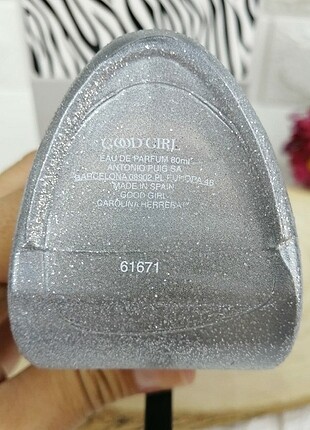 GOOD GIRL
EAU DE PARFUM 80ml
ANTONIO PUIG SA
BARCELONA 08902 PL EUROPA 46
MADE IN SPAIN
GOOD GIRL
CAROLINA HERRERA™
61671